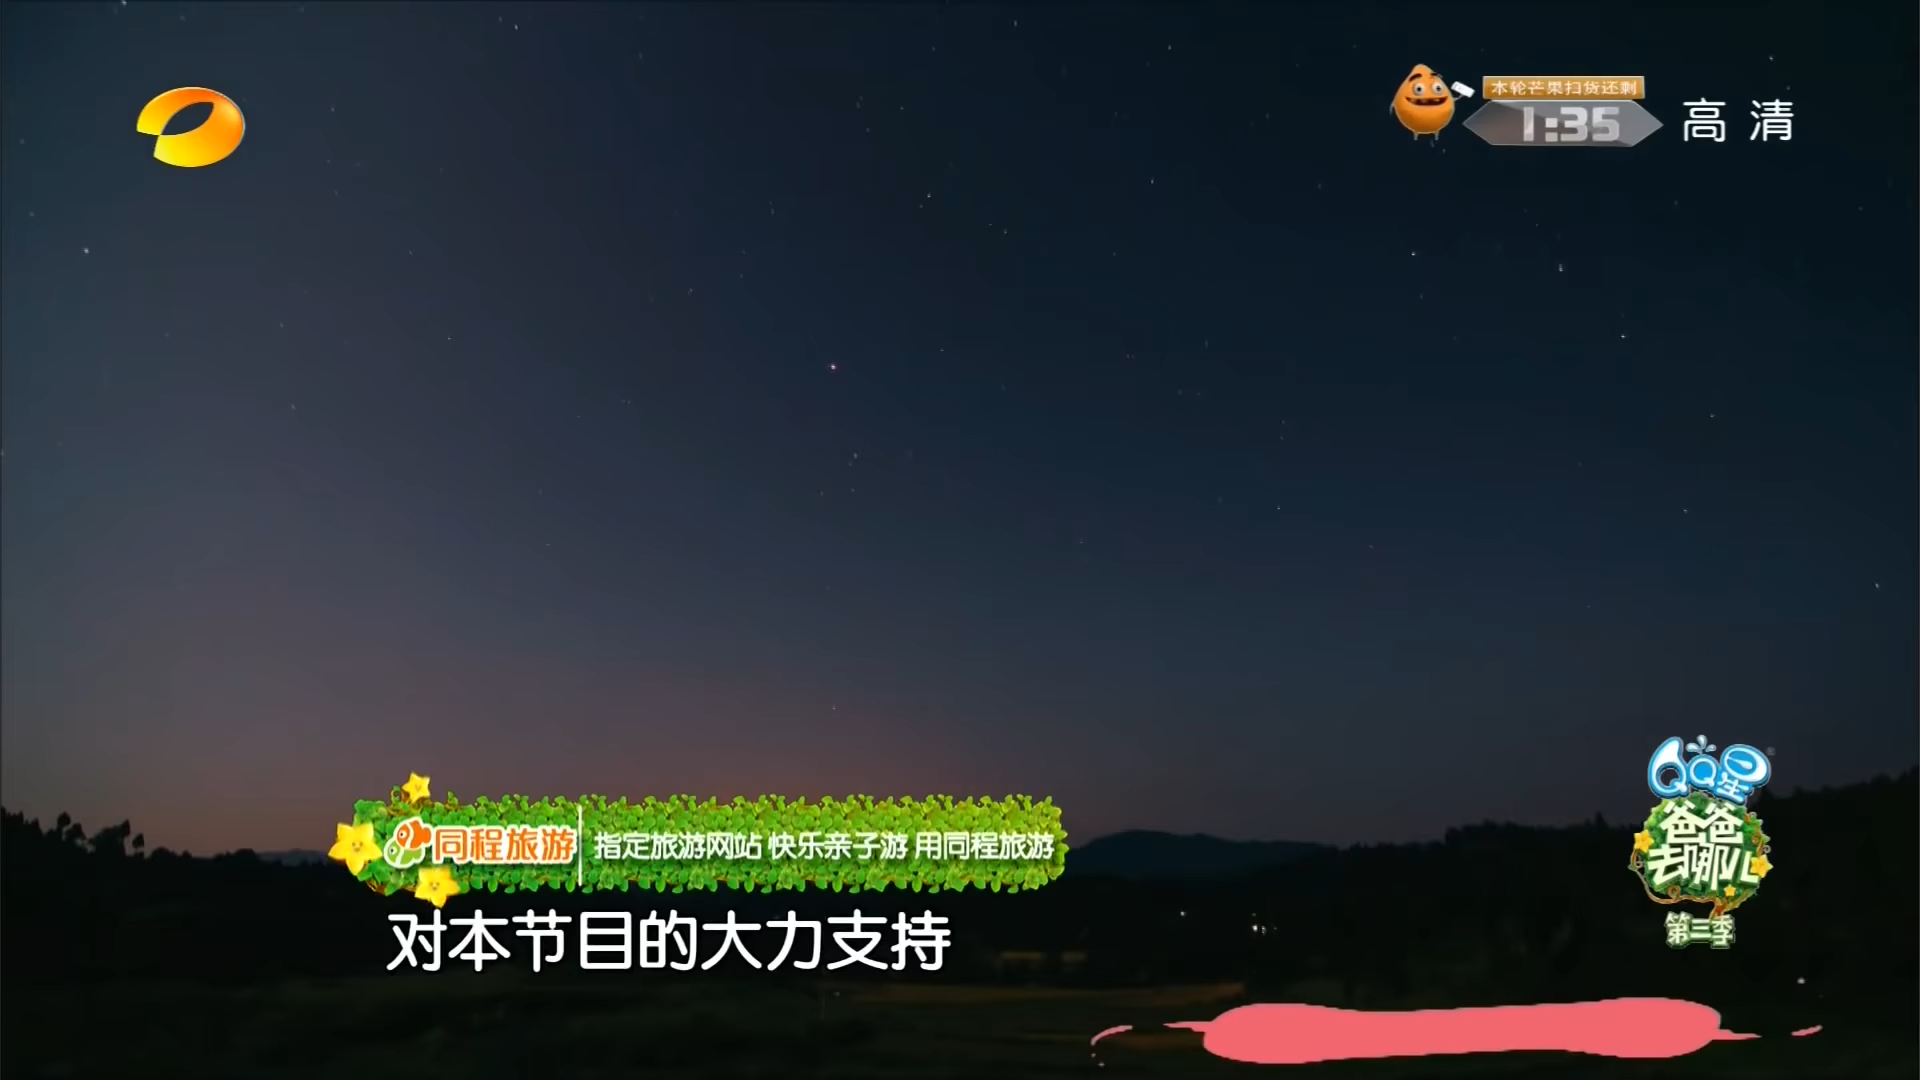 本轮芒果扫货还剩
1:35
高清
QQ星
爸爸
去哪儿
第三季
同程旅游
指定旅游网站 快乐亲子游 用同程旅游
对本节目的大力支持